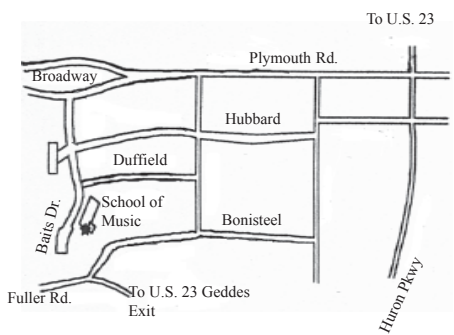 To U.S. 23
Plymouth Rd.
Broadway
Hubbard
Duffield
School of
Music
Baits Dr.
Bonisteel
Huron Pkwy
Fuller Rd.
To U.S. 23 Geddes
Exit